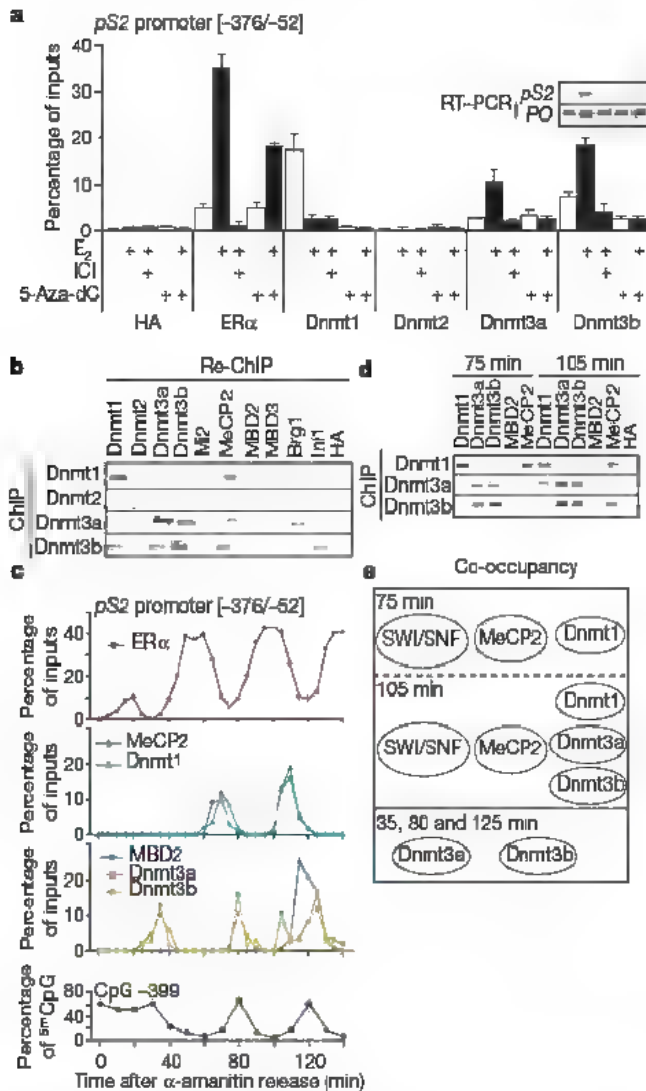 a
pS2 promoter [–376/–52]
Percentage of inputs
40
30
20
10
0
RT–PCR
pS2
PO
E2 + + + + + + + + + + + + + + + + + +
ICI + + + + + +
5-Aza-dC + + + + + + + + + + + +
HA ERα Dnmt1 Dnmt2 Dnmt3a Dnmt3b
b
Re-ChIP
Dnmt1 Dnmt2 Dnmt3a Dnmt3b Mi2 MeCP2 MBD2 MBD3 Brg1 Ini1 HA
ChIP
Dnmt1
Dnmt2
Dnmt3a
Dnmt3b
d
75 min 105 min
Dnmt1 Dnmt3a Dnmt3b MBD2 MeCP2 Dnmt1 Dnmt3a Dnmt3b MBD2 MeCP2 HA
ChIP
Dnmt1
Dnmt3a
Dnmt3b
c
pS2 promoter [–376/–52]
Percentage of inputs
40
20
0
ERα
Percentage of inputs
20
10
0
MeCP2
Dnmt1
Percentage of inputs
20
10
0
MBD2
Dnmt3a
Dnmt3b
Percentage of 5mCpG
80
40
0
CpG –399
0 40 80 120
Time after α-amanitin release (min)
e
Co-occupancy
75 min
SWI/SNF MeCP2 Dnmt1
105 min
Dnmt1
SWI/SNF MeCP2 Dnmt3a
Dnmt3b
35, 80 and 125 min
Dnmt3a Dnmt3b